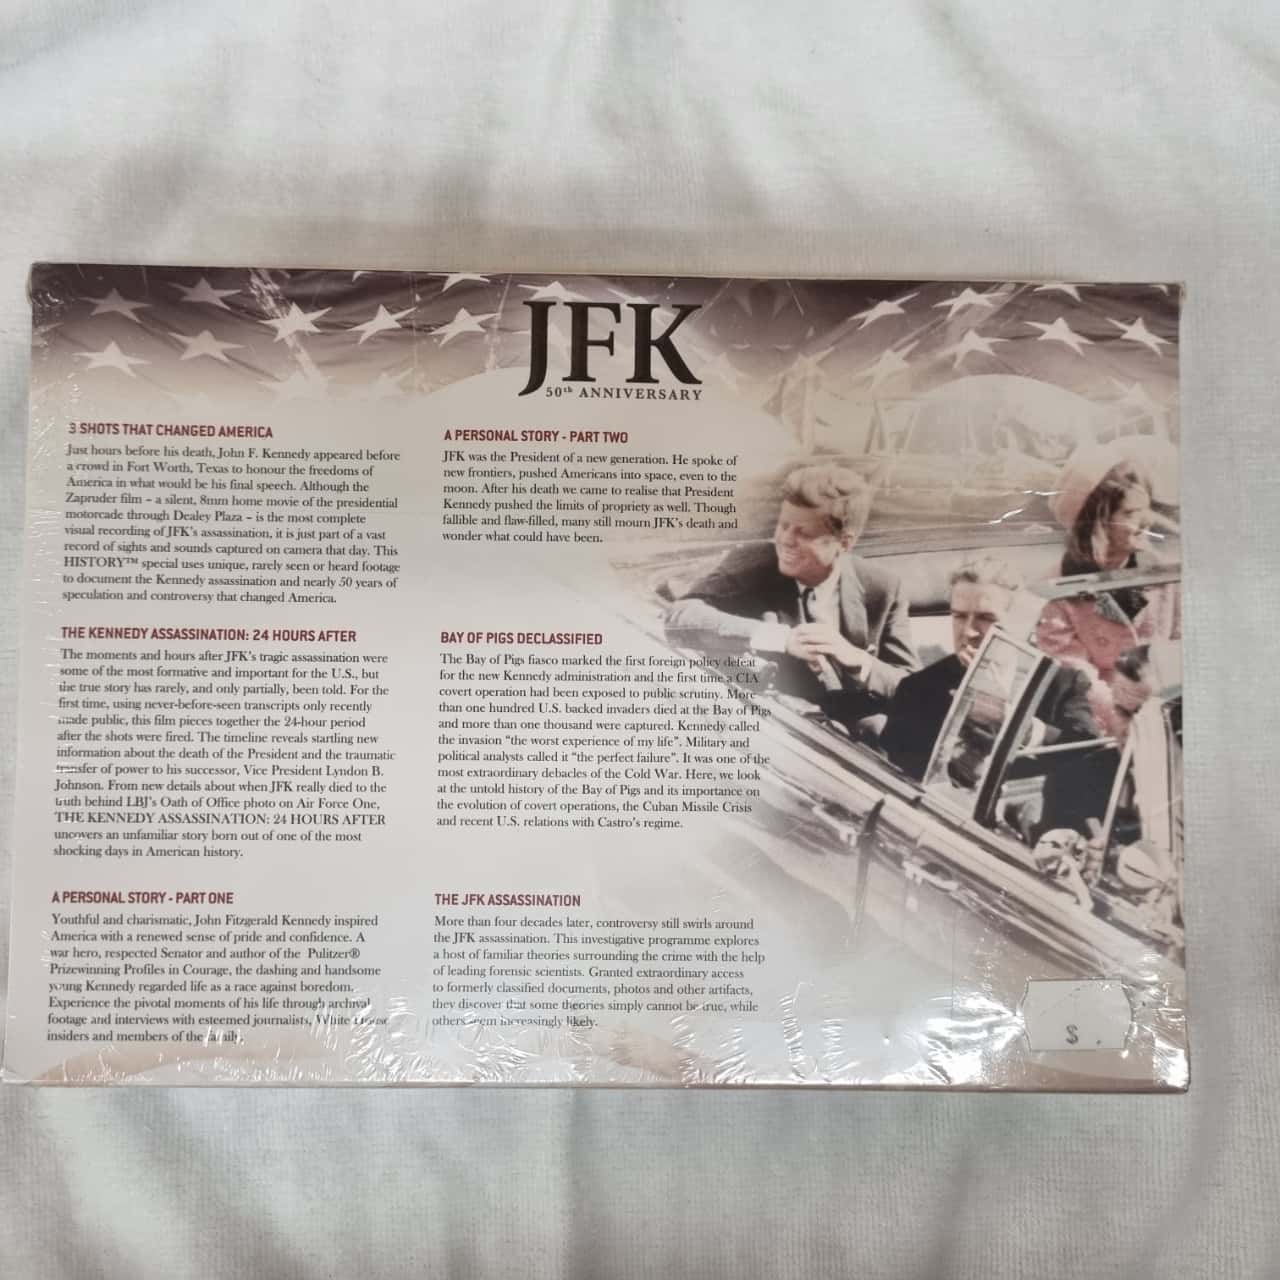 JFK
50th ANNIVERSARY
3 SHOTS THAT CHANGED AMERICA
Just hours before his death, John F. Kennedy appeared before
a crowd in Fort Worth, Texas to honour the freedoms of
America in what would be his final speech. Although the
Zapruder film – a silent, 8mm home movie of the presidential
motorcade through Dealey Plaza – is the most complete
visual recording of JFK's assassination, it is just part of a vast
record of sights and sounds captured on camera that day. This
HISTORY™ special uses unique, rarely seen or heard footage
to document the Kennedy assassination and nearly 50 years of
speculation and controversy that changed America.
THE KENNEDY ASSASSINATION: 24 HOURS AFTER
The moments and hours after JFK's tragic assassination were
some of the most formative and important for the U.S., but
the true story has rarely, and only partially, been told. For the
first time, using never-before-seen transcripts only recently
made public, this film pieces together the 24-hour period
after the shots were fired. The timeline reveals startling new
information about the death of the President and the traumatic
transfer of power to his successor, Vice President Lyndon B.
Johnson. From new details about when JFK really died to the
truth behind LBJ's Oath of Office photo on Air Force One,
THE KENNEDY ASSASSINATION: 24 HOURS AFTER
uncovers an unfamiliar story born out of one of the most
shocking days in American history.
A PERSONAL STORY - PART ONE
Youthful and charismatic, John Fitzgerald Kennedy inspired
America with a renewed sense of pride and confidence. A
war hero, respected Senator and author of the Pulitzer®
Prizewinning Profiles in Courage, the dashing and handsome
young Kennedy regarded life as a race against boredom.
Experience the pivotal moments of his life through archival
footage and interviews with esteemed journalists, White House
insiders and members of the family.
A PERSONAL STORY - PART TWO
JFK was the President of a new generation. He spoke of
new frontiers, pushed Americans into space, even to the
moon. After his death we came to realise that President
Kennedy pushed the limits of propriety as well. Though
fallible and flaw-filled, many still mourn JFK's death and
wonder what could have been.
BAY OF PIGS DECLASSIFIED
The Bay of Pigs fiasco marked the first foreign policy defeat
for the new Kennedy administration and the first time a CIA
covert operation had been exposed to public scrutiny. More
than one hundred U.S. backed invaders died at the Bay of Pigs
and more than one thousand were captured. Kennedy called
the invasion "the worst experience of my life". Military and
political analysts called it "the perfect failure". It was one of the
most extraordinary debacles of the Cold War. Here, we look
at the untold history of the Bay of Pigs and its importance on
the evolution of covert operations, the Cuban Missile Crisis
and recent U.S. relations with Castro's regime.
THE JFK ASSASSINATION
More than four decades later, controversy still swirls around
the JFK assassination. This investigative programme explores
a host of familiar theories surrounding the crime with the help
of leading forensic scientists. Granted extraordinary access
to formerly classified documents, photos and other artifacts,
they discover that some theories simply cannot be true, while
others seem increasingly likely.
$ .